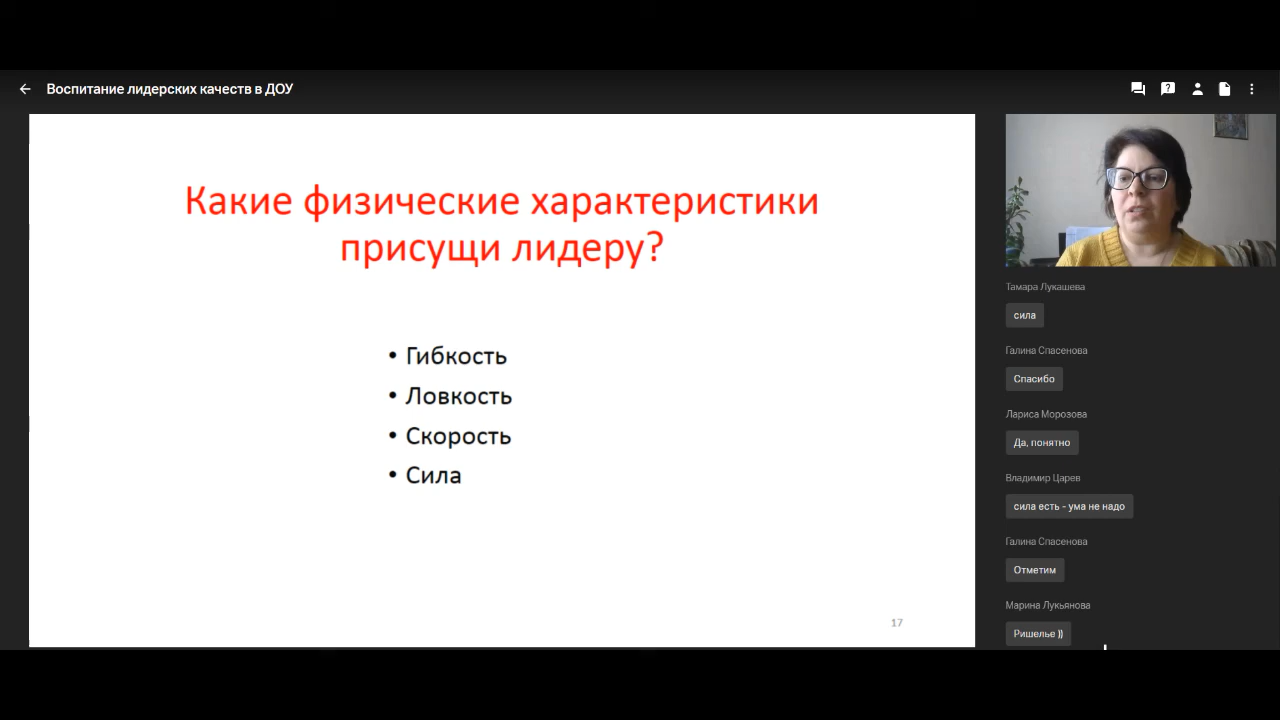 Воспитание лидерских качеств в ДОУ
Какие физические характеристики
присущи лидеру?
• Гибкость
• Ловкость
• Скорость
• Сила
17
Тамара Лукашева
сила
Галина Спасенова
Спасибо
Лариса Морозова
Да, понятно
Владимир Царев
сила есть - ума не надо
Галина Спасенова
Отметим
Марина Лукьянова
Ришелье ))